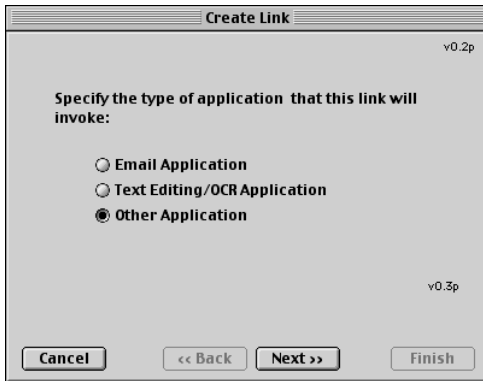 Create Link
v0.2p
Specify the type of application that this link will
invoke:
Email Application
Text Editing/OCR Application
Other Application
v0.3p
Cancel
<< Back
Next >>
Finish